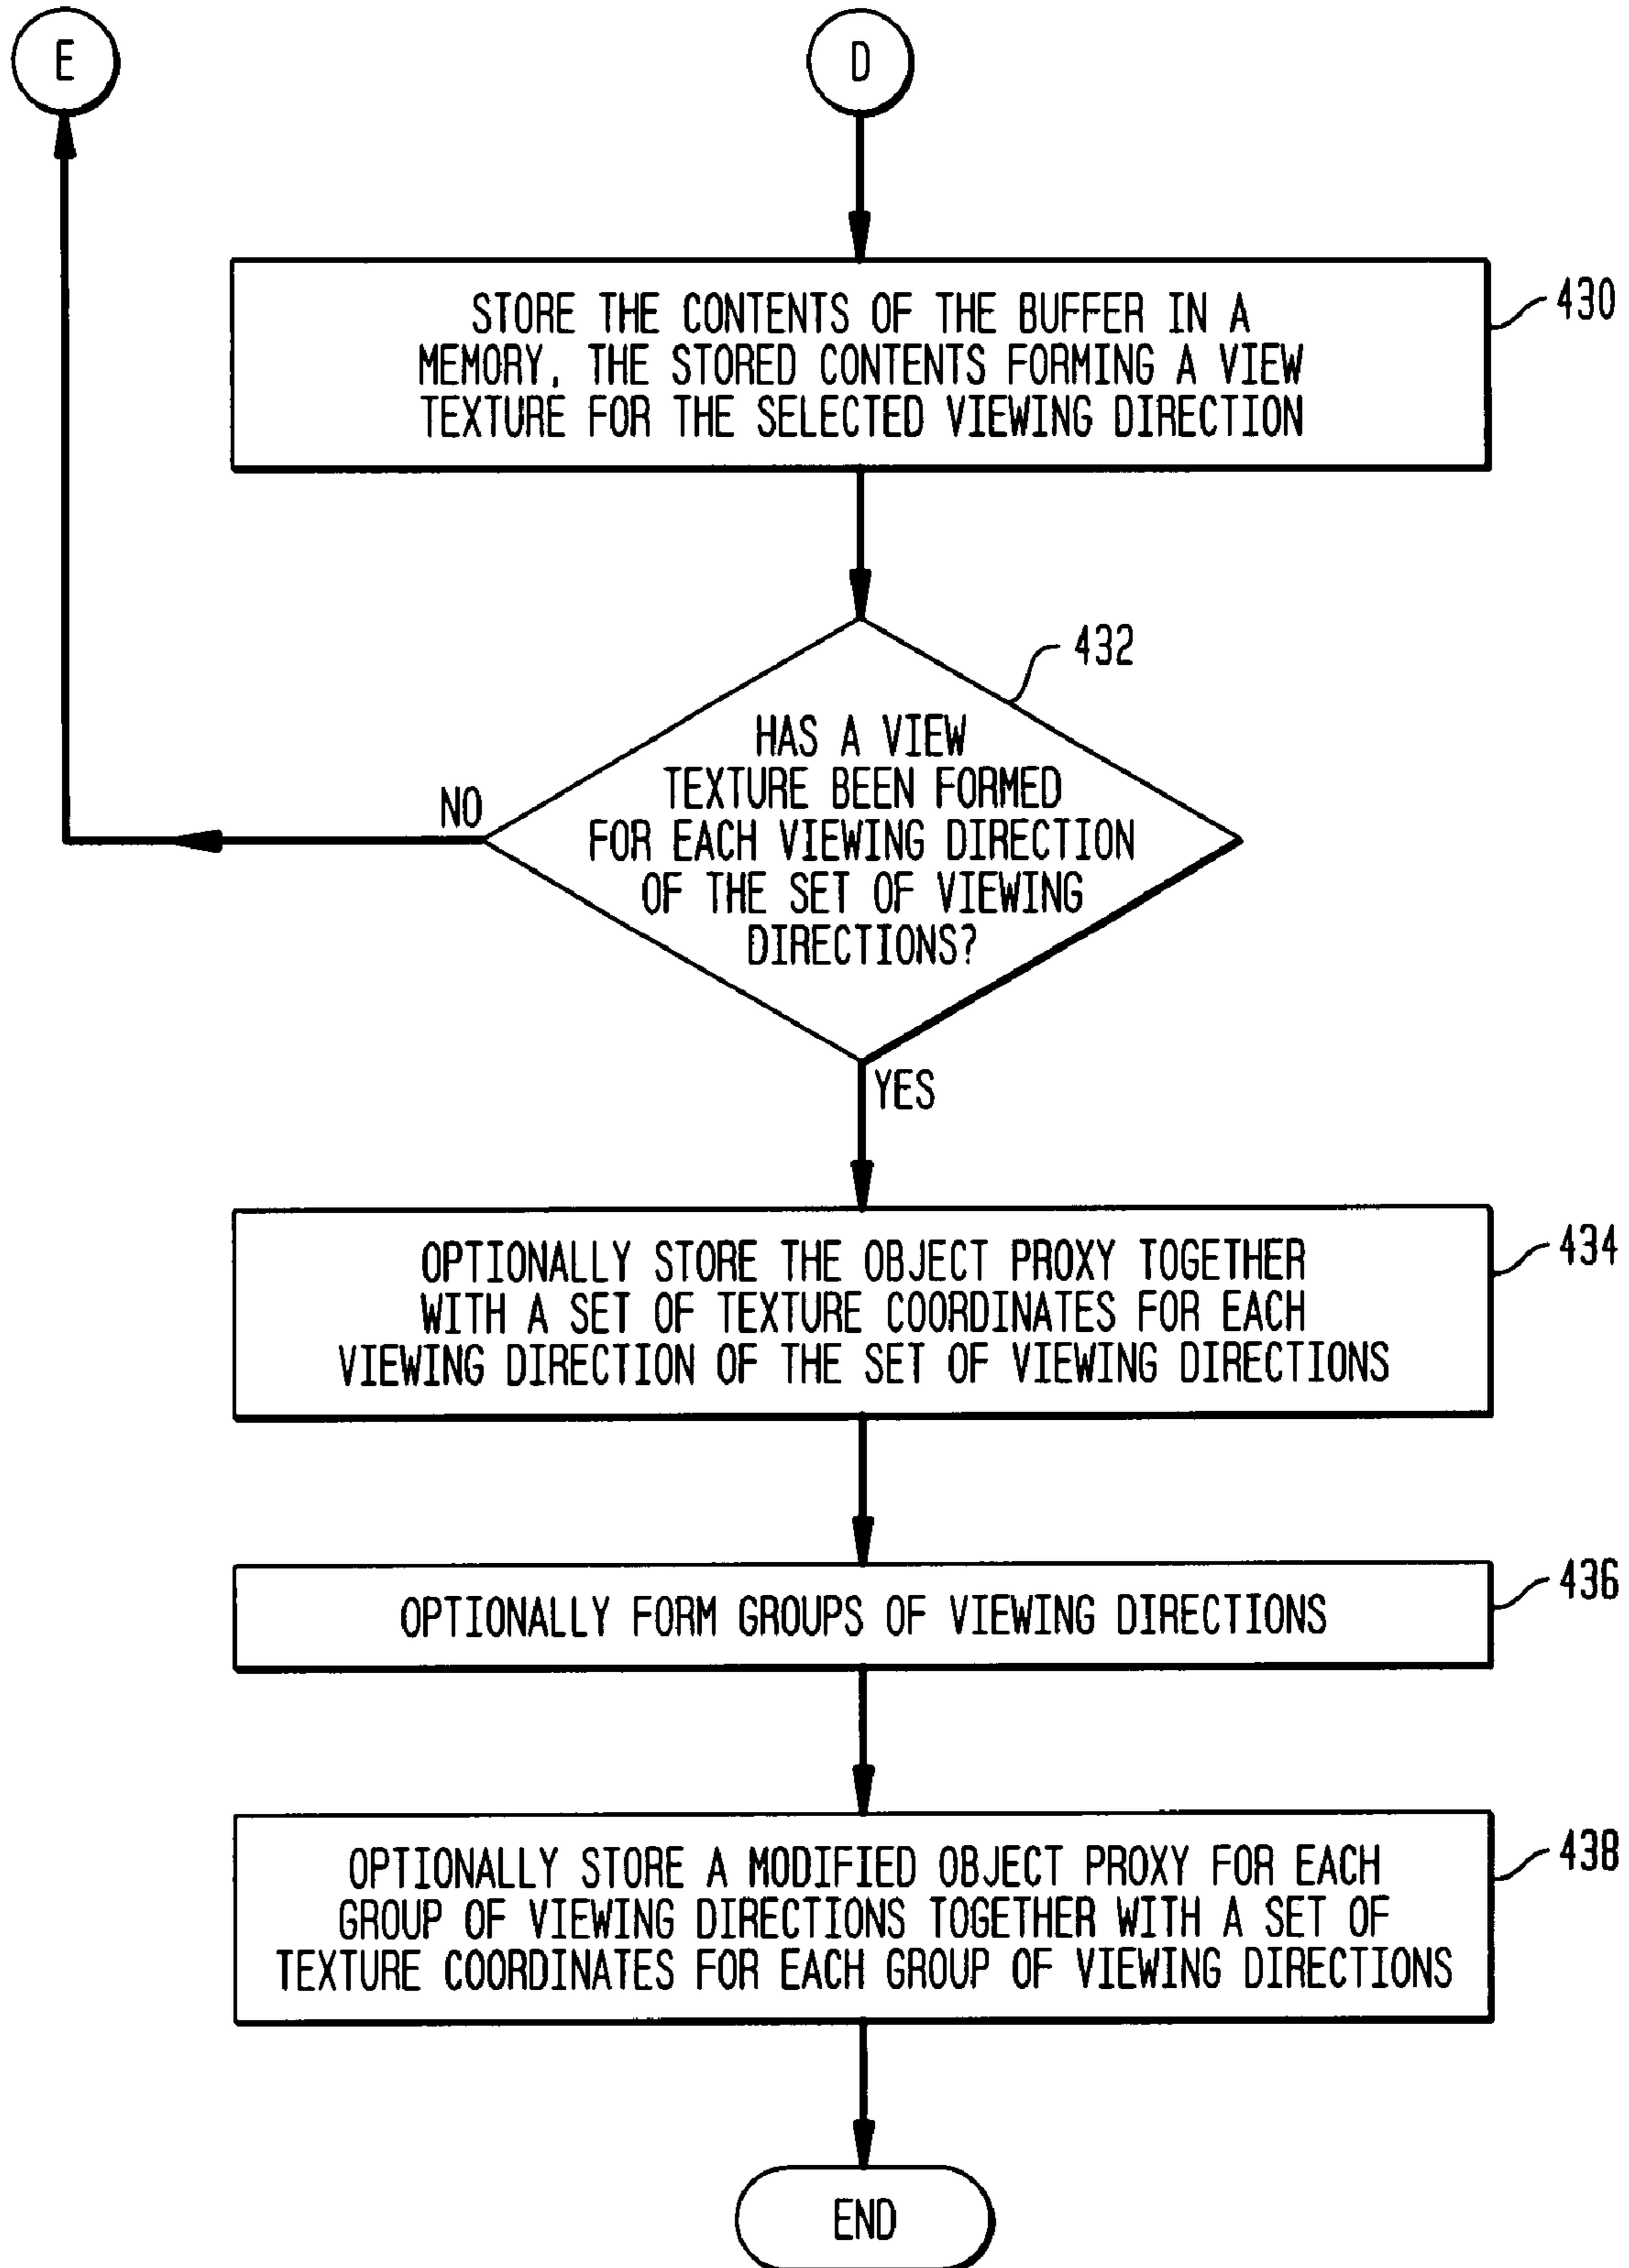 E
D
STORE THE CONTENTS OF THE BUFFER IN A
MEMORY, THE STORED CONTENTS FORMING A VIEW
TEXTURE FOR THE SELECTED VIEWING DIRECTION
430
432
HAS A VIEW
TEXTURE BEEN FORMED
FOR EACH VIEWING DIRECTION
OF THE SET OF VIEWING
DIRECTIONS?
NO
YES
OPTIONALLY STORE THE OBJECT PROXY TOGETHER
WITH A SET OF TEXTURE COORDINATES FOR EACH
VIEWING DIRECTION OF THE SET OF VIEWING DIRECTIONS
434
OPTIONALLY FORM GROUPS OF VIEWING DIRECTIONS
436
OPTIONALLY STORE A MODIFIED OBJECT PROXY FOR EACH
GROUP OF VIEWING DIRECTIONS TOGETHER WITH A SET OF
TEXTURE COORDINATES FOR EACH GROUP OF VIEWING DIRECTIONS
438
END